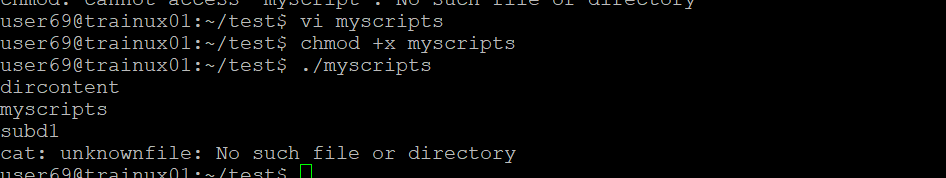 chmod: cannot access 'myscript': No such file or directory
user69@trainux01:~/test$ vi myscripts
user69@trainux01:~/test$ chmod +x myscripts
user69@trainux01:~/test$ ./myscripts
dircontent
myscripts
subd1
cat: unknownfile: No such file or directory
user69@trainux01:~/test$